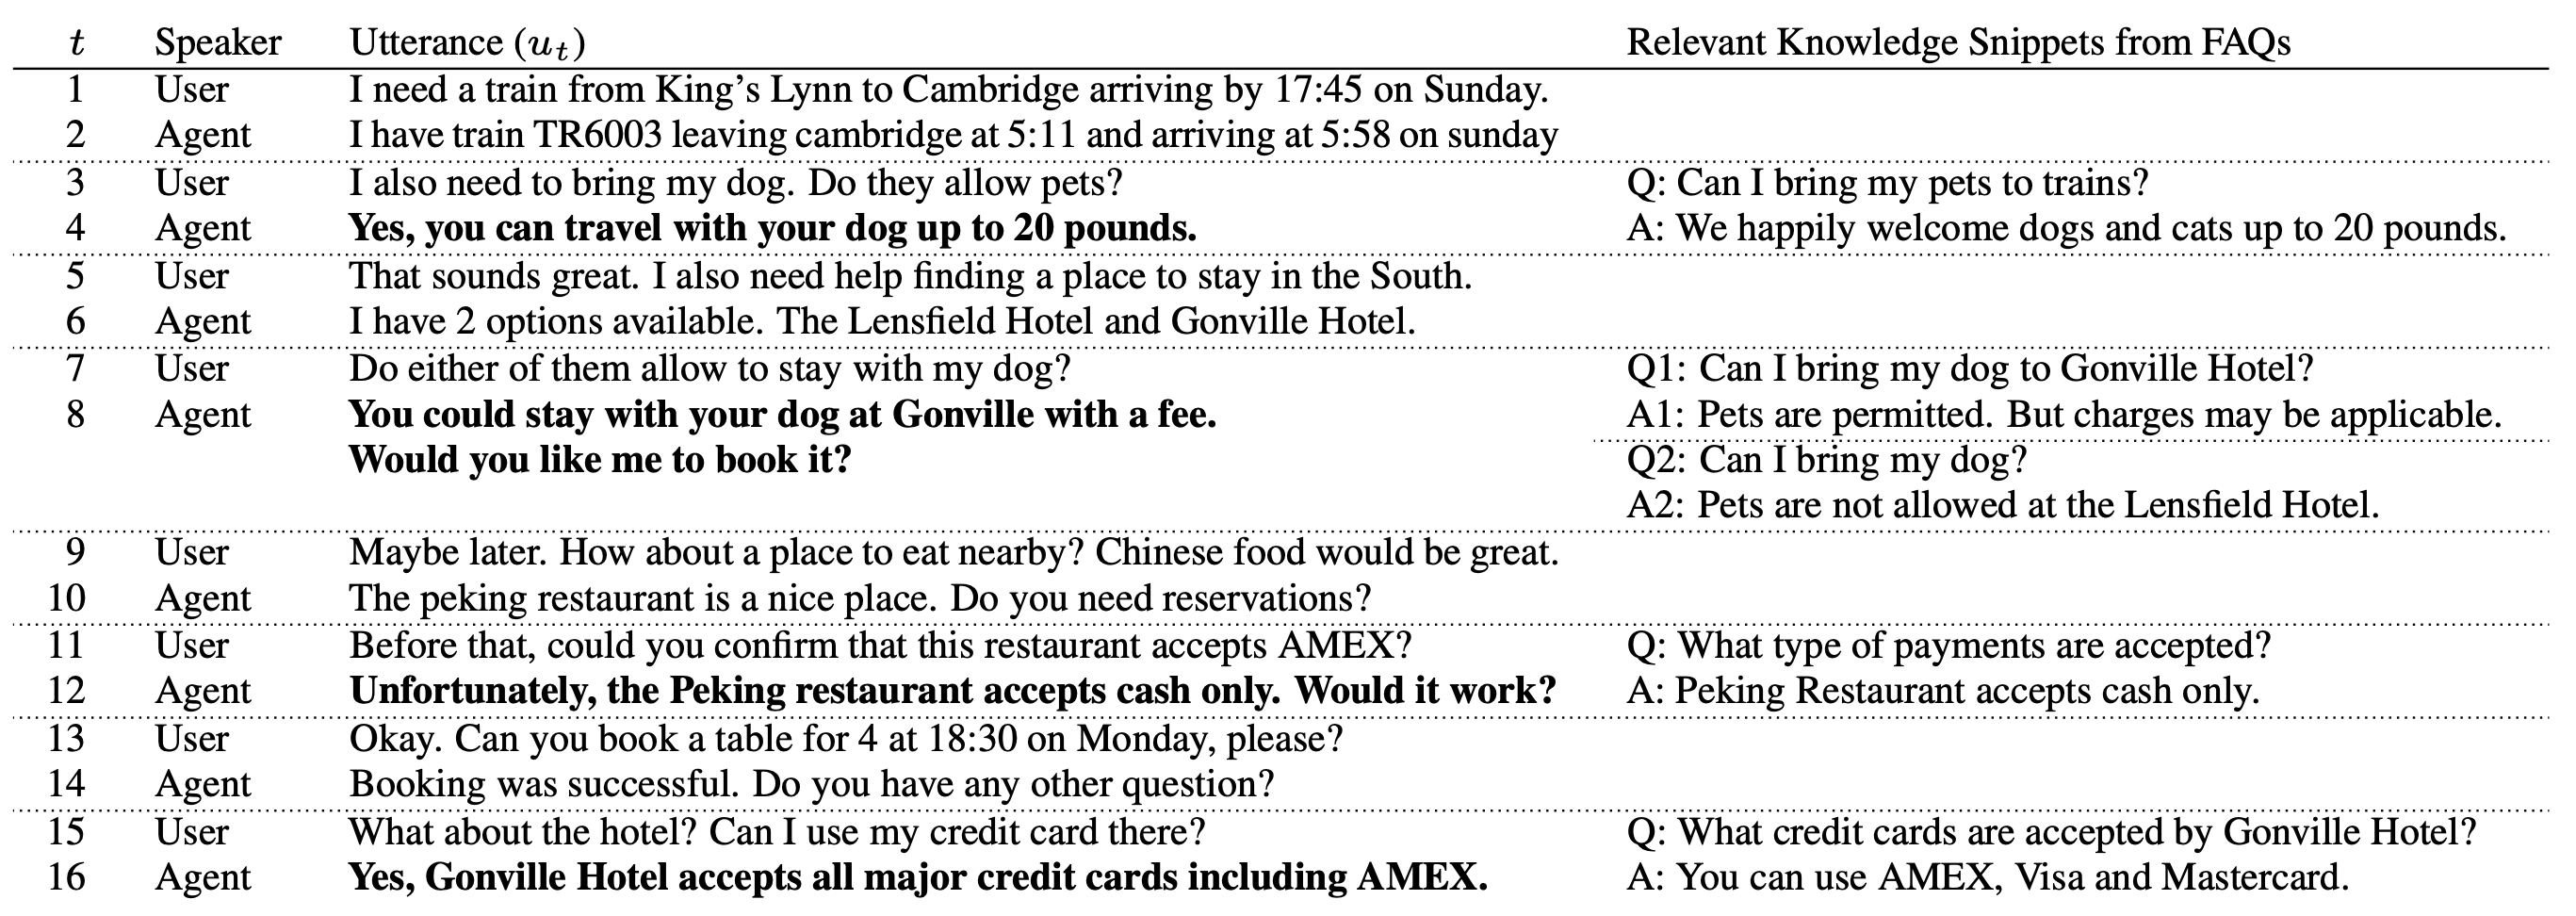 t Speaker Utterance (u_t) Relevant Knowledge Snippets from FAQs
1 User I need a train from King’s Lynn to Cambridge arriving by 17:45 on Sunday.
2 Agent I have train TR6003 leaving cambridge at 5:11 and arriving at 5:58 on sunday
3 User I also need to bring my dog. Do they allow pets? Q: Can I bring my pets to trains?
4 Agent Yes, you can travel with your dog up to 20 pounds. A: We happily welcome dogs and cats up to 20 pounds.
5 User That sounds great. I also need help finding a place to stay in the South.
6 Agent I have 2 options available. The Lensfield Hotel and Gonville Hotel.
7 User Do either of them allow to stay with my dog? Q1: Can I bring my dog to Gonville Hotel?
8 Agent You could stay with your dog at Gonville with a fee. A1: Pets are permitted. But charges may be applicable.
Would you like me to book it? Q2: Can I bring my dog?
A2: Pets are not allowed at the Lensfield Hotel.
9 User Maybe later. How about a place to eat nearby? Chinese food would be great.
10 Agent The peking restaurant is a nice place. Do you need reservations?
11 User Before that, could you confirm that this restaurant accepts AMEX? Q: What type of payments are accepted?
12 Agent Unfortunately, the Peking restaurant accepts cash only. Would it work? A: Peking Restaurant accepts cash only.
13 User Okay. Can you book a table for 4 at 18:30 on Monday, please?
14 Agent Booking was successful. Do you have any other question?
15 User What about the hotel? Can I use my credit card there? Q: What credit cards are accepted by Gonville Hotel?
16 Agent Yes, Gonville Hotel accepts all major credit cards including AMEX. A: You can use AMEX, Visa and Mastercard.